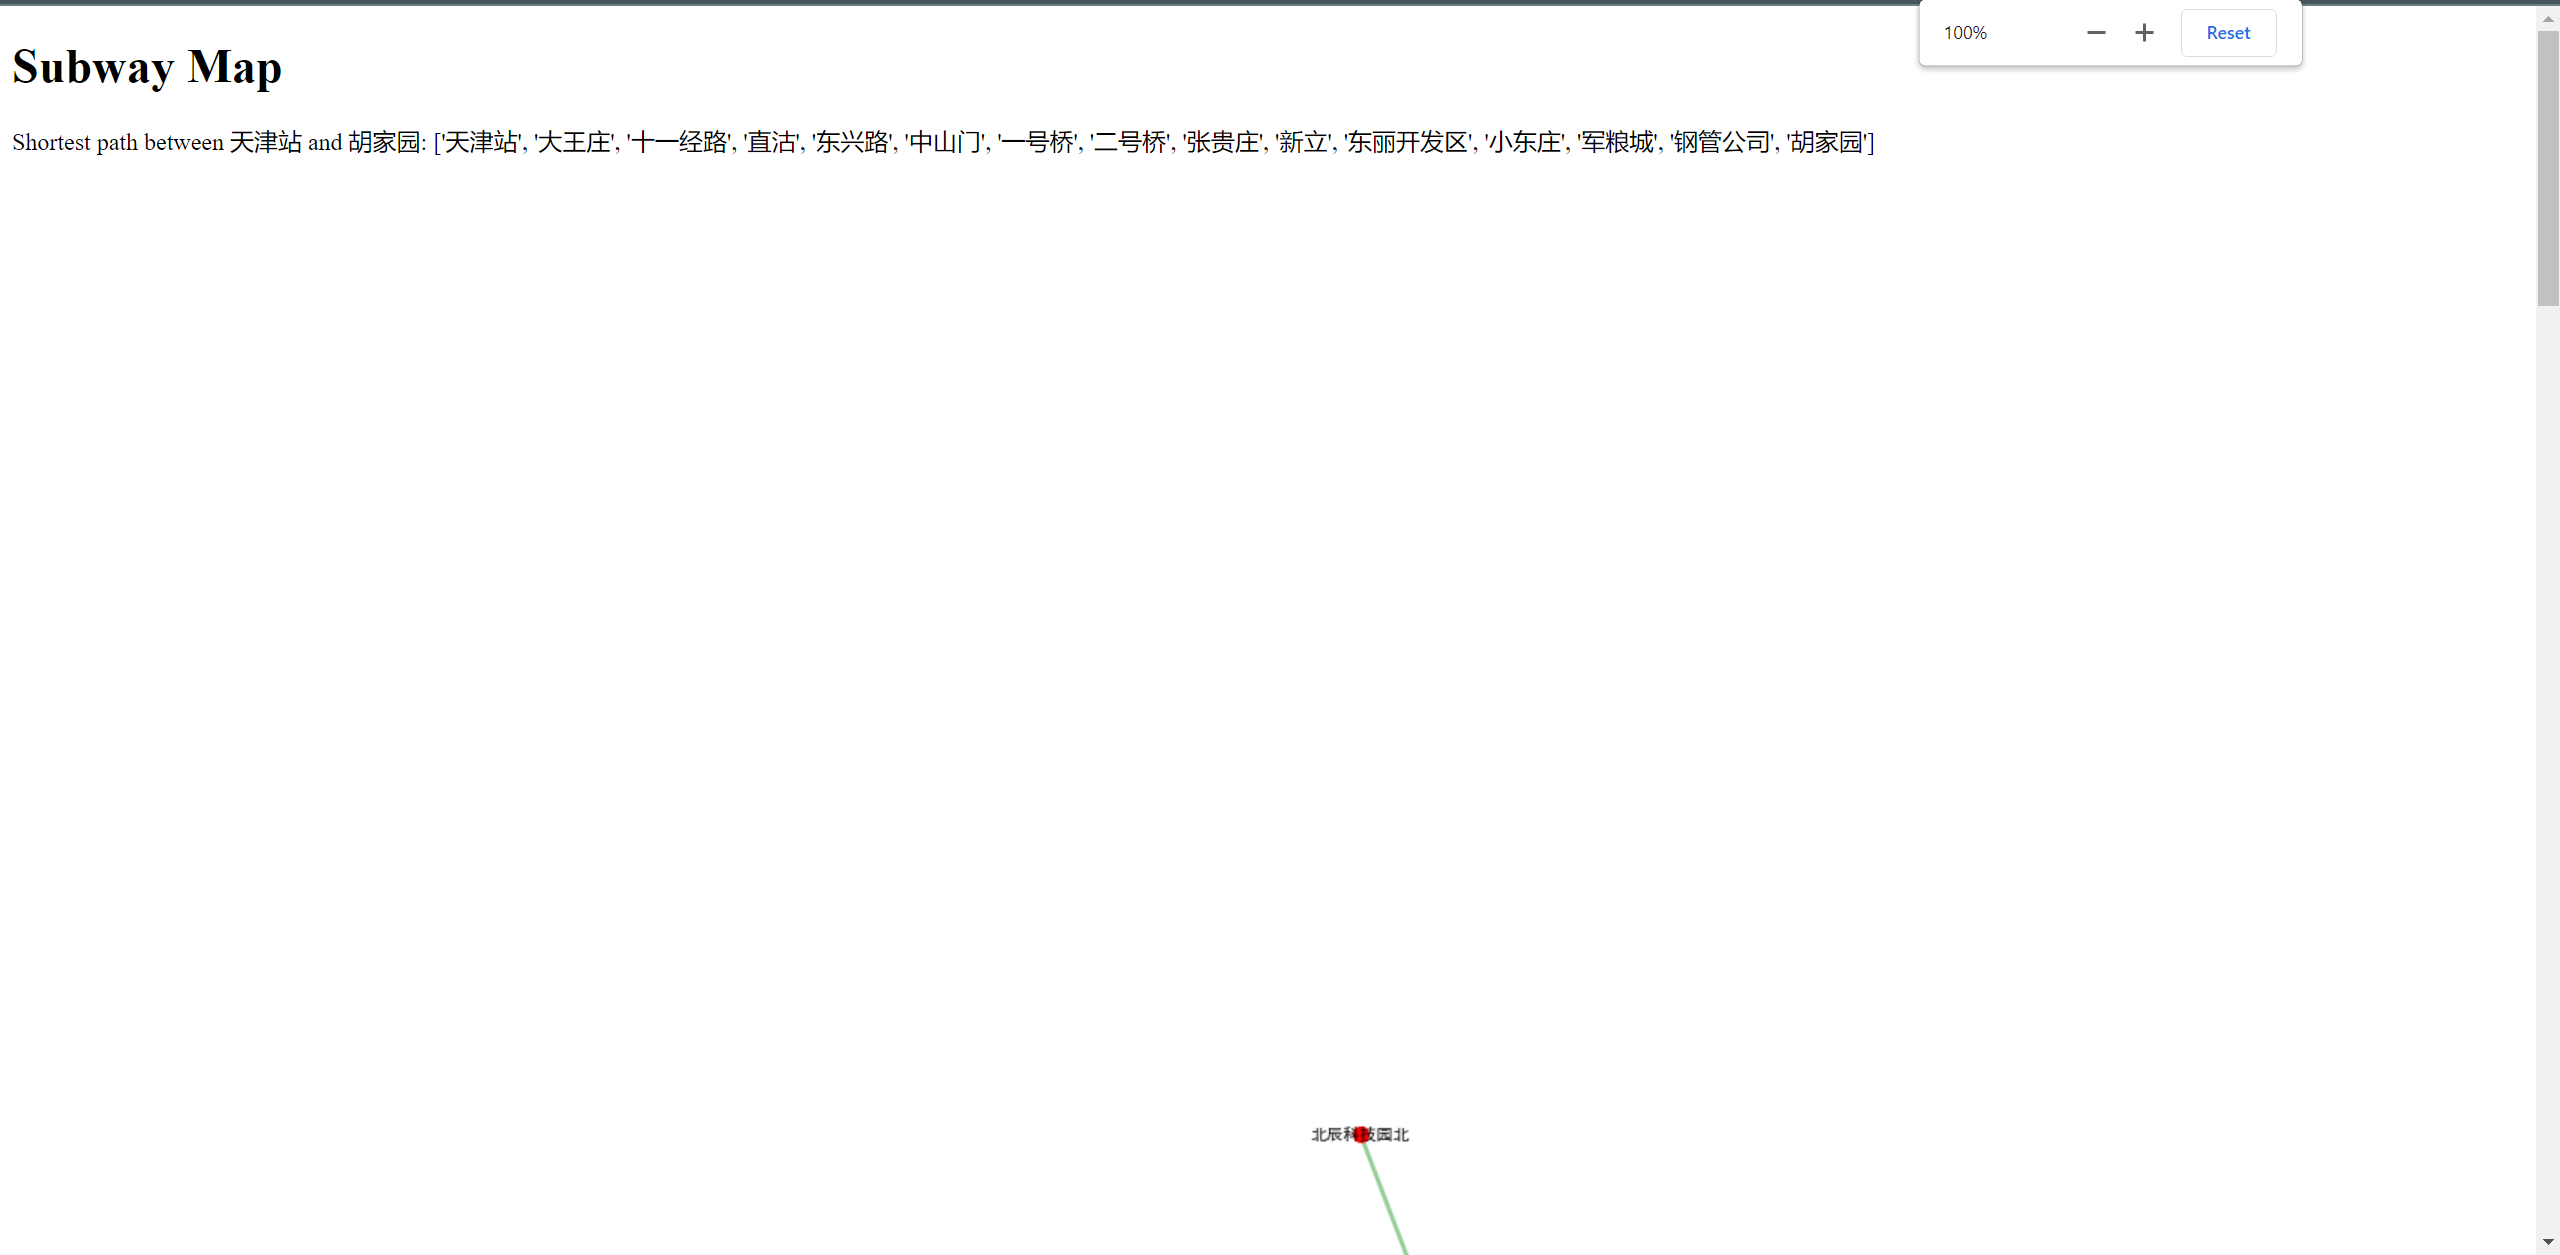 100%
Reset
Subway Map
Shortest path between 天津站 and 胡家园: ['天津站', '大王庄', '十一经路', '直沽', '东兴路', '中山门', '一号桥', '二号桥', '张贵庄', '新立', '东丽开发区', '小东庄', '军粮城', '钢管公司', '胡家园']
北辰科技园北